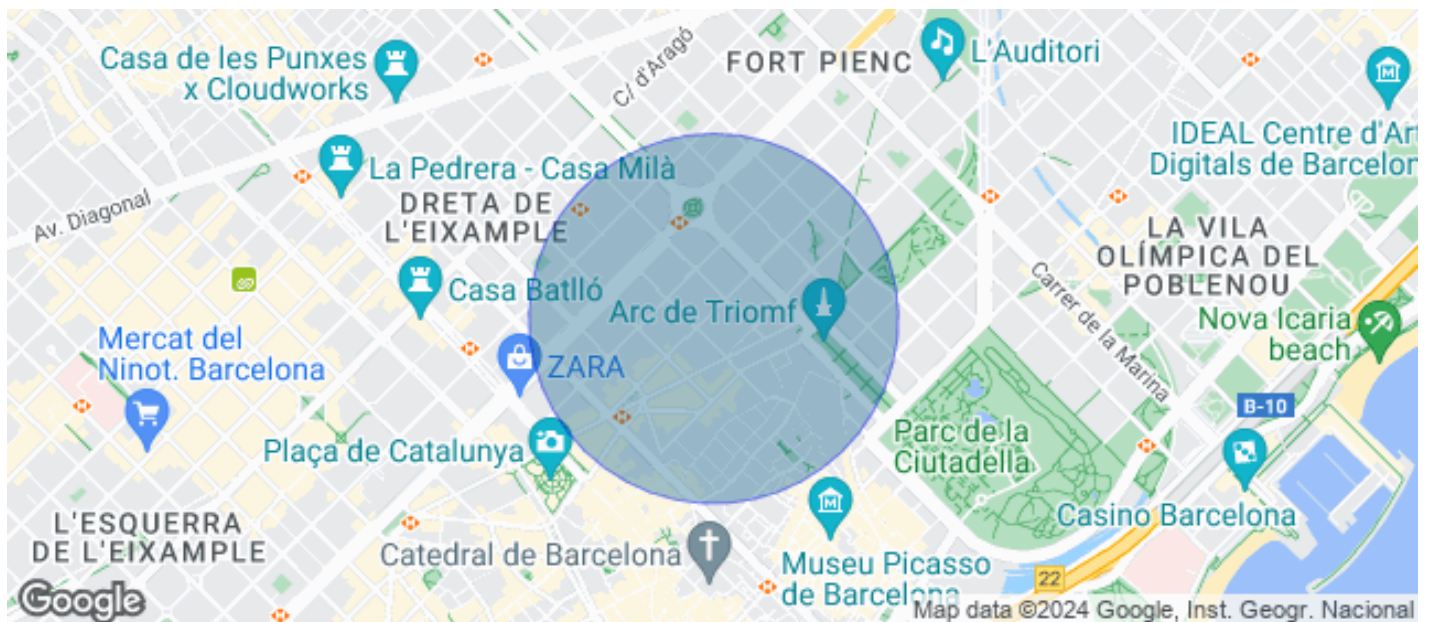 Casa de les Punxes
x Cloudworks
C/ d'Aragó
FORT PIENC
L'Auditori
IDEAL Centre d'Art
Digitals de Barcelon
La Pedrera - Casa Milà
DRETA DE
L'EIXAMPLE
Av. Diagonal
LA VILA
OLÍMPICA DEL
POBLENOU
Casa Batlló
Arc de Triomf
Carrer de la Marina
Nova Icaria
beach
Mercat del
Ninot. Barcelona
ZARA
B-10
Plaça de Catalunya
Parc de la
Ciutadella
Casino Barcelona
L'ESQUERRA
DE L'EIXAMPLE
Catedral de Barcelona
Museu Picasso
de Barcelona
22
Google
Map data ©2024 Google, Inst. Geogr. Nacional